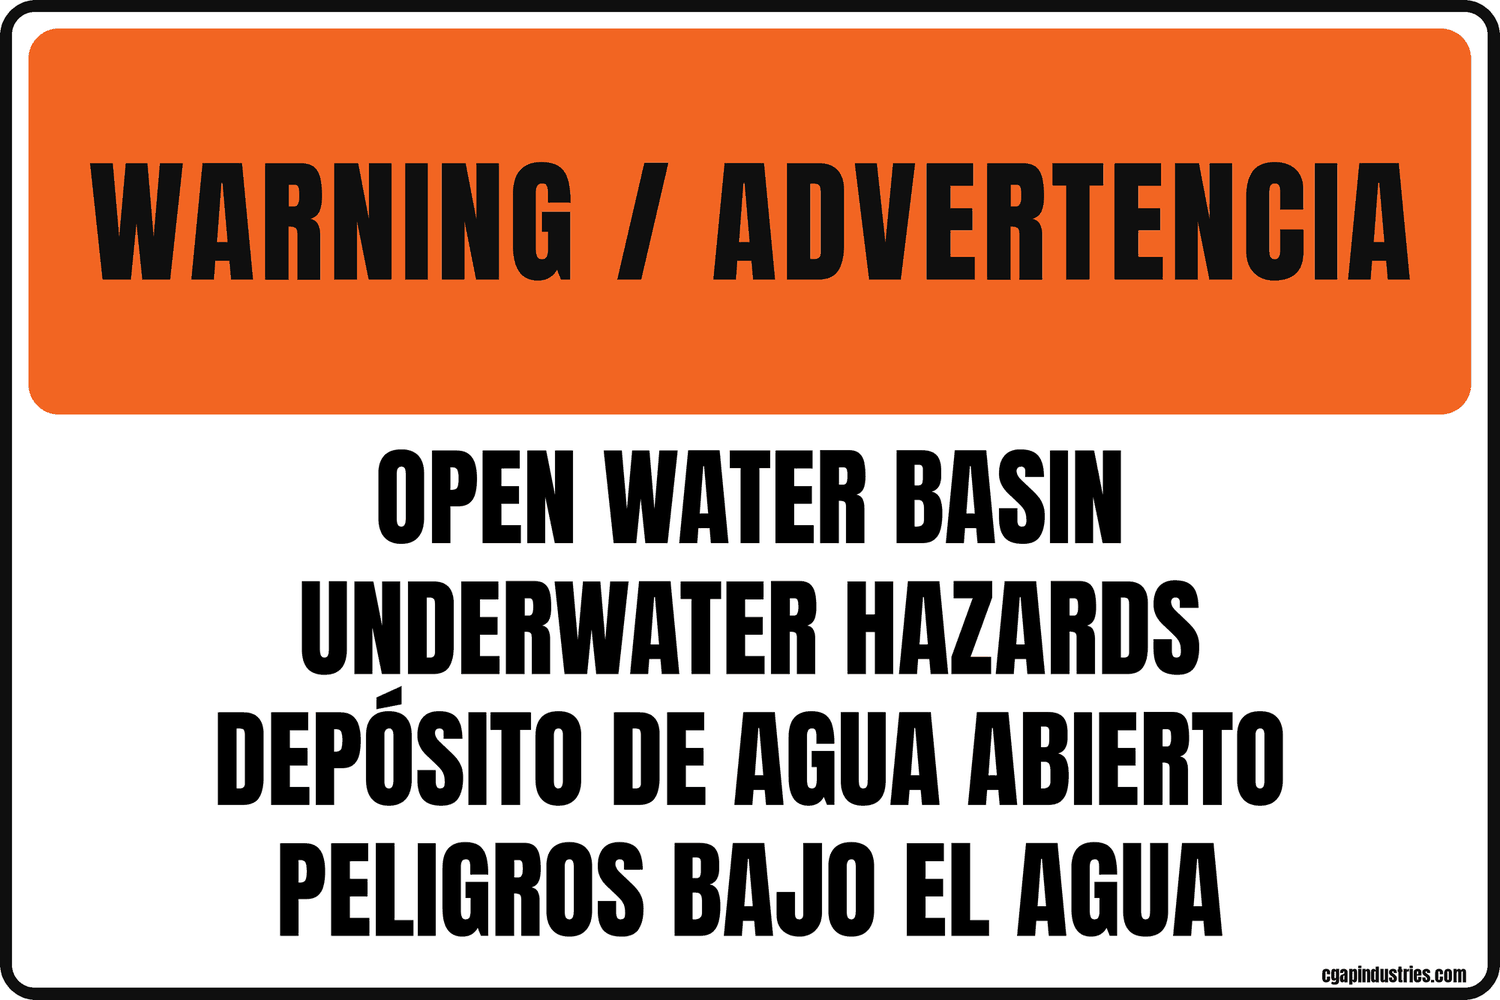 WARNING / ADVERTENCIA
OPEN WATER BASIN
UNDERWATER HAZARDS
DEPÓSITO DE AGUA ABIERTO
PELIGROS BAJO EL AGUA
cgapindustries.com